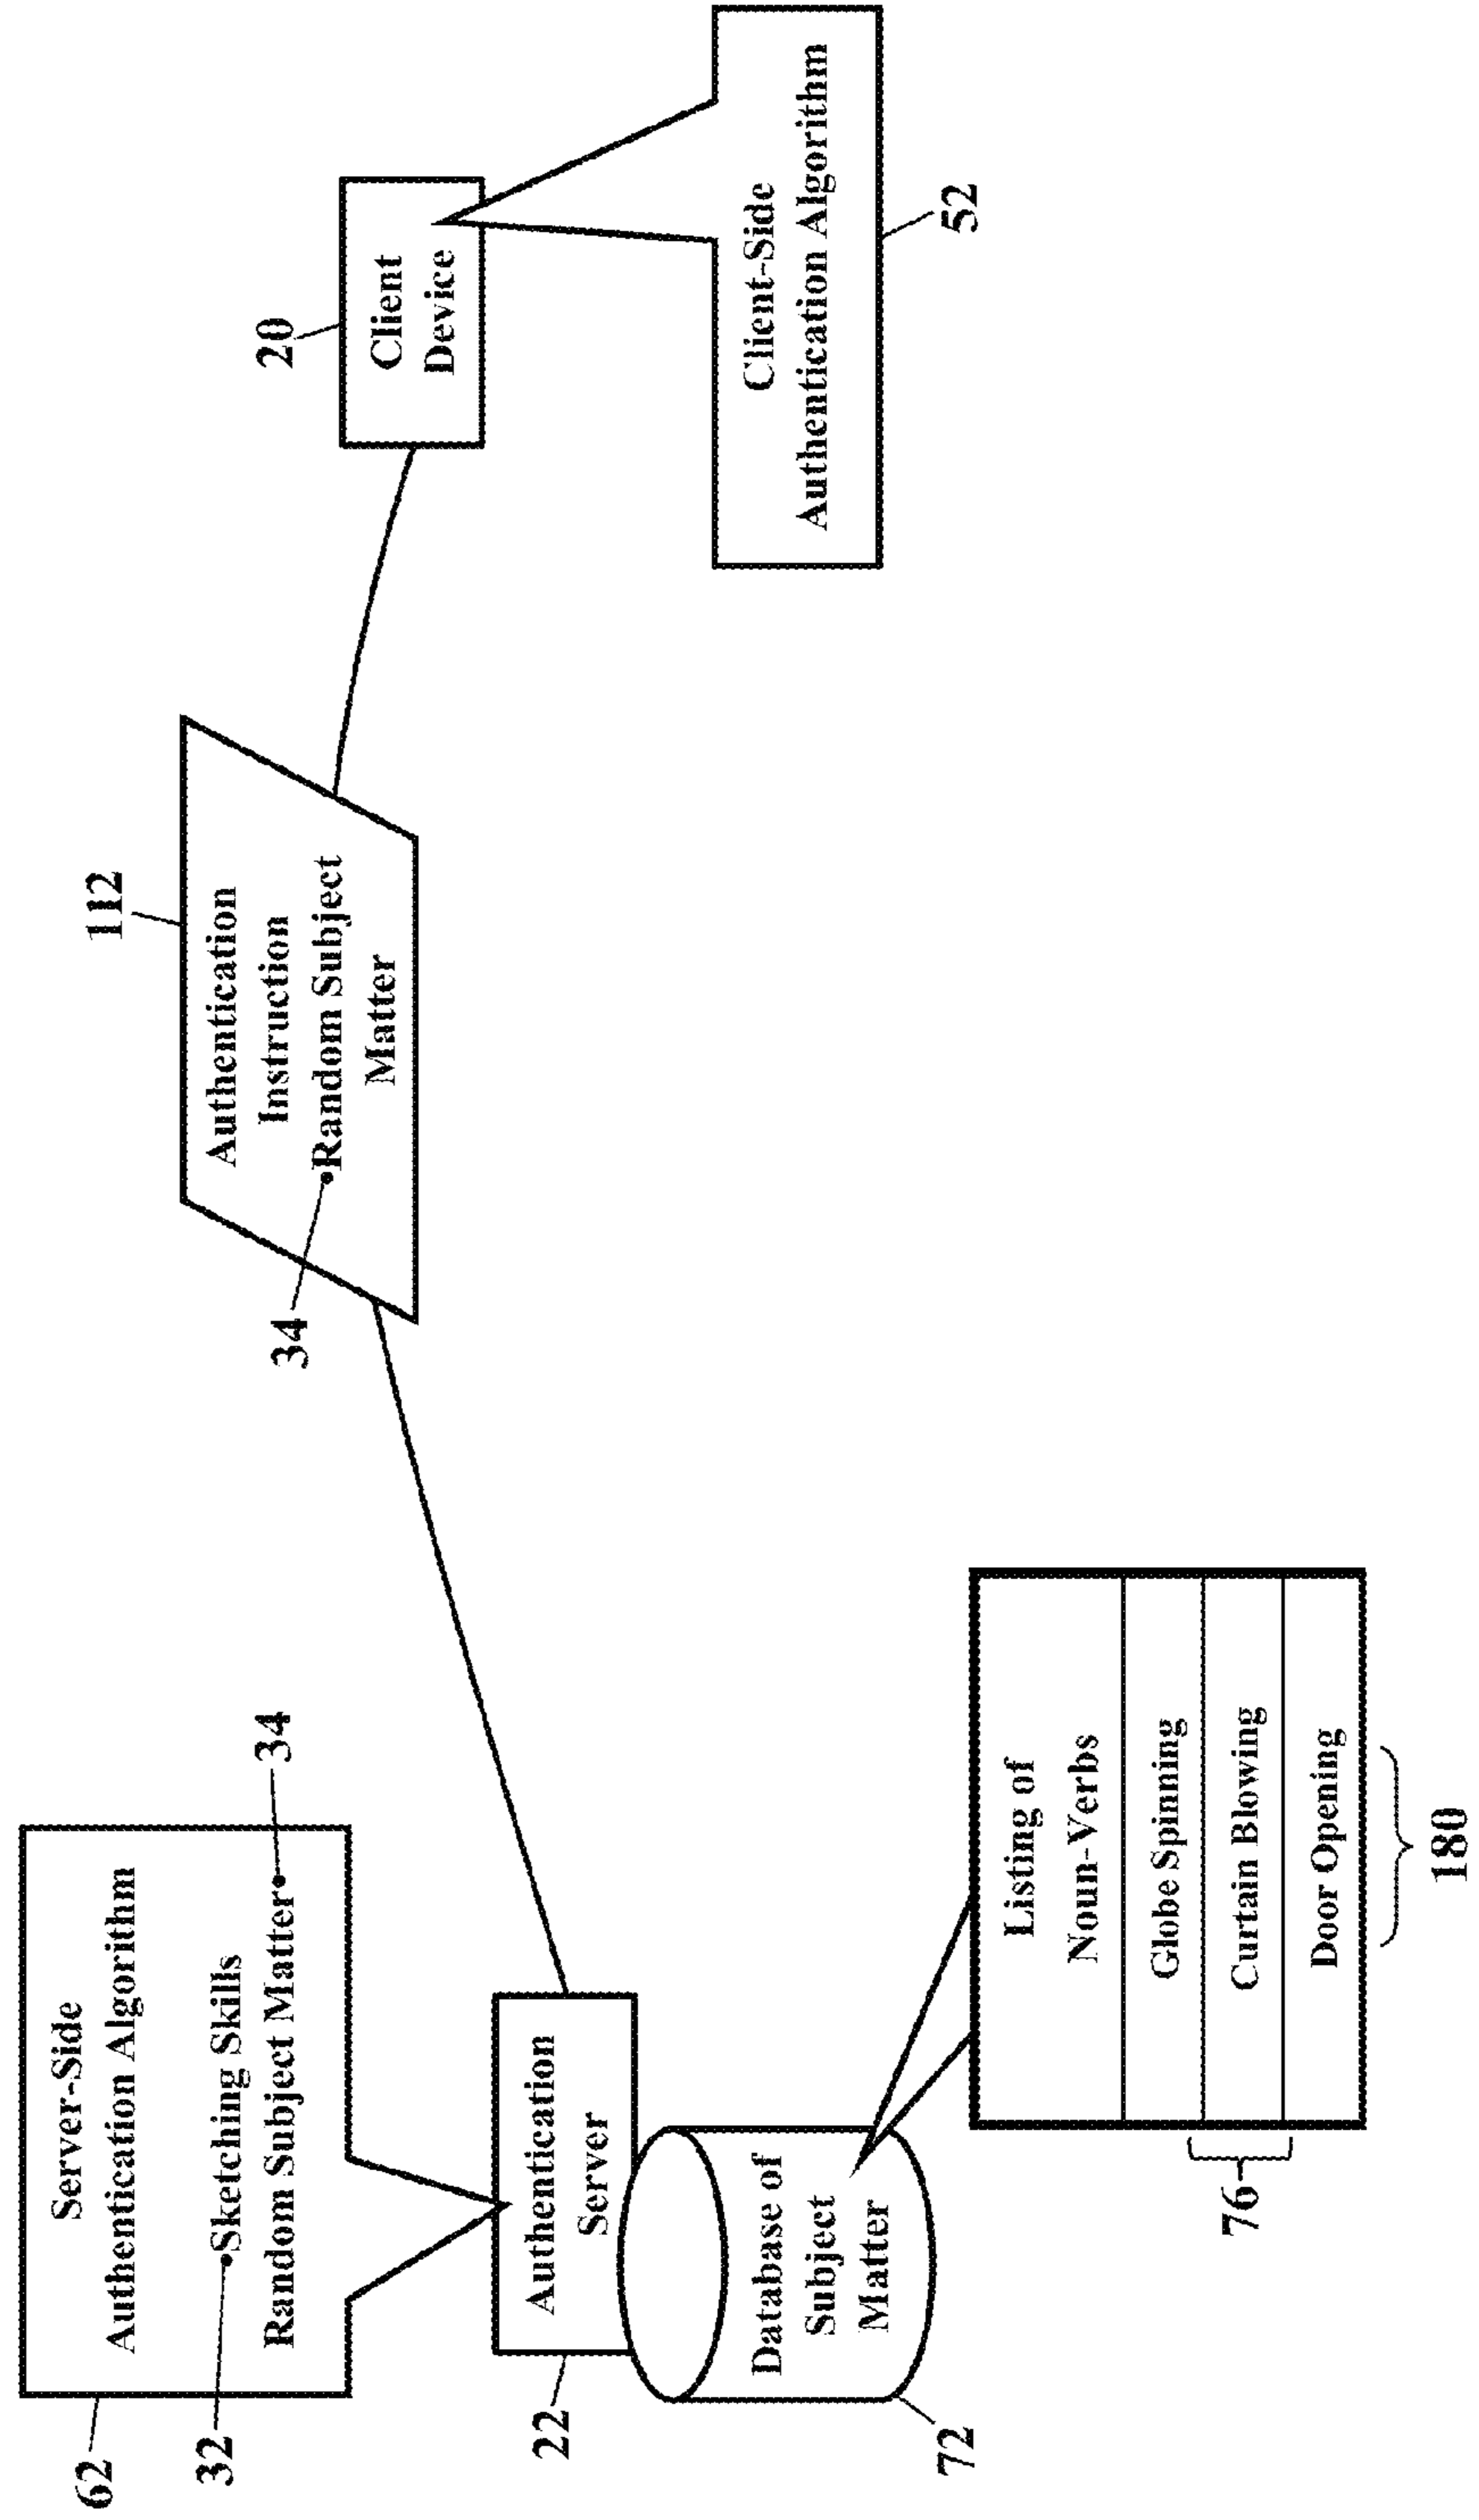 62
Server-Side
Authentication Algorithm
32
Sketching Skills
Random Subject Matter
34
22
Authentication
Server
72
Database of
Subject
Matter
Listing of
Noun-Verbs
Globe Spinning
Curtain Blowing
Door Opening
76
180
112
Authentication
Instruction
Random Subject
Matter
34
20
Client
Device
Client-Side
Authentication Algorithm
52